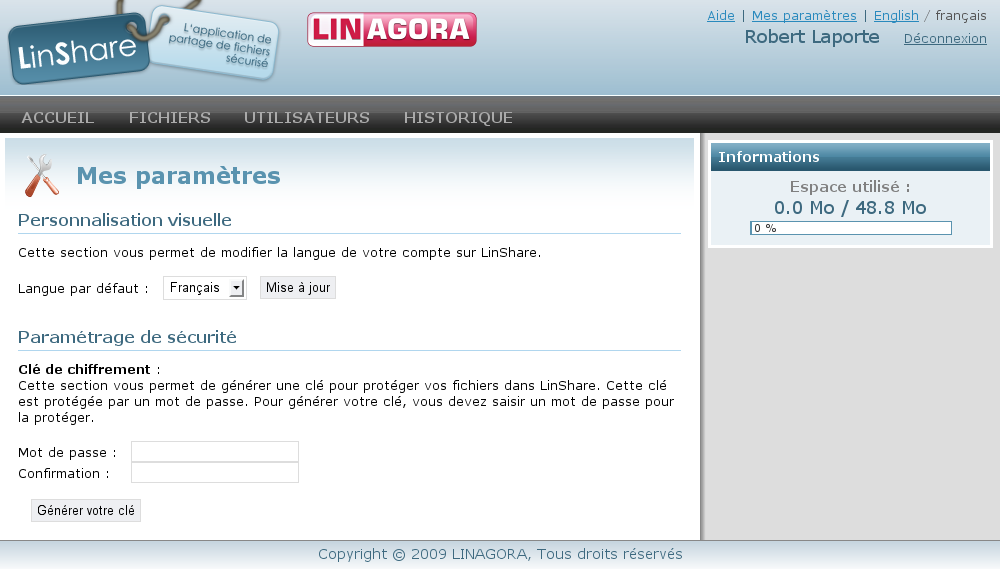 LinShare
L'application de
partage de fichiers
sécurisé
LINAGORA
Aide | Mes paramètres | English / français
Robert Laporte Déconnexion
ACCUEIL FICHIERS UTILISATEURS HISTORIQUE
Mes paramètres
Personnalisation visuelle
Cette section vous permet de modifier la langue de votre compte sur LinShare.
Langue par défaut : Français Mise à jour
Paramétrage de sécurité
Clé de chiffrement :
Cette section vous permet de générer une clé pour protéger vos fichiers dans LinShare. Cette clé
est protégée par un mot de passe. Pour générer votre clé, vous devez saisir un mot de passe pour
la protéger.
Mot de passe :
Confirmation :
Générer votre clé
Informations
Espace utilisé :
0.0 Mo / 48.8 Mo
0 %
Copyright © 2009 LINAGORA, Tous droits réservés